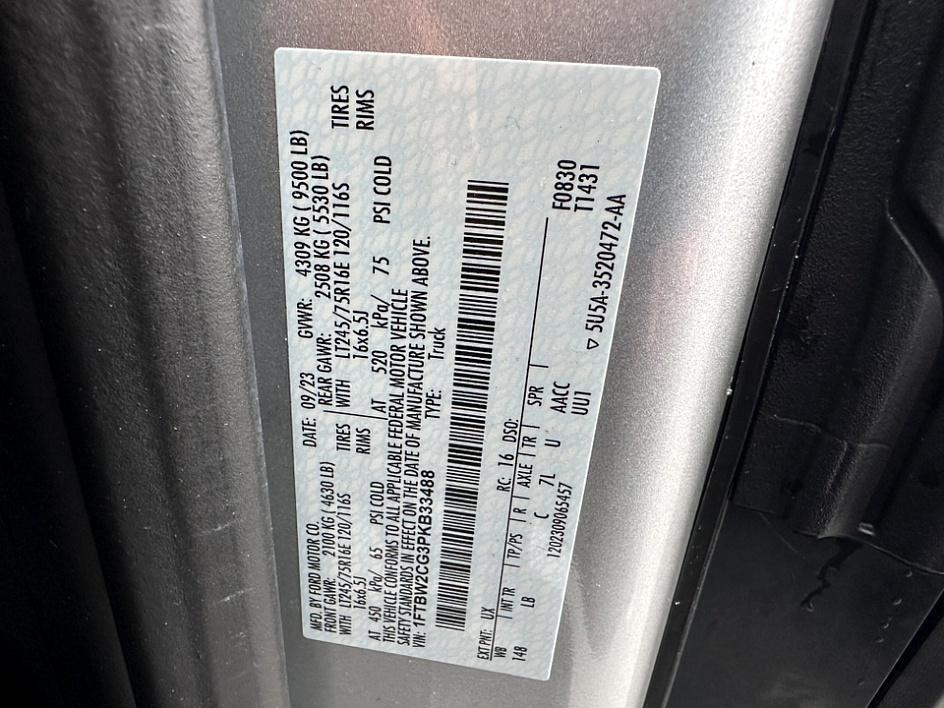 MFD. BY FORD MOTOR CO.
DATE: 09/23 GVWR: 4309 KG ( 9500 LB)
FRONT GAWR: 2100 KG ( 4630 LB)
REAR GAWR: 2508 KG ( 5530 LB)
WITH LT245/75R16E 120/116S TIRES
WITH LT245/75R16E 120/116S TIRES
16x6.5J RIMS
16x6.5J RIMS
AT 450 kPa/ 65 PSI COLD
AT 520 kPa/ 75 PSI COLD
THIS VEHICLE CONFORMS TO ALL APPLICABLE FEDERAL MOTOR VEHICLE
SAFETY STANDARDS IN EFFECT ON THE DATE OF MANUFACTURE SHOWN ABOVE.
VIN: 1FTBW2CG3PKB33488
TYPE: Truck
EXT PNT: UX RC: 16 DSO: F0830
WB INTTR TP/PS R AXLE TR SPR T1431
148 LB C 7L U AACC
UU1
1202309065457
5U5A-3520472-AA